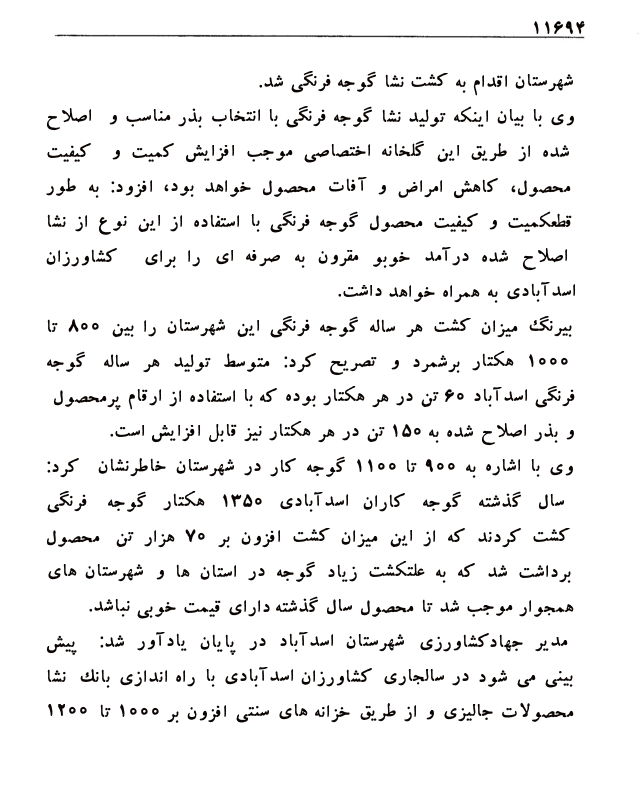 ۱۱۶۹۴
شهرستان اقدام به کشت نشا گوجه فرنگی شد.
وی با بیان اینکه تولید نشا گوجه فرنگی با انتخاب بذر مناسب و اصلاح
شده از طریق این گلخانه اختصاصی موجب افزایش کمیت و کیفیت
محصول، کاهش امراض و آفات محصول خواهد بود، افزود: به طور
قطعکمیت و کیفیت محصول گوجه فرنگی با استفاده از این نوع از نشا
اصلاح شده درآمد خوبو مقرون به صرفه ای را برای کشاورزان
اسدآبادی به همراه خواهد داشت.
بیرنگ میزان کشت هر ساله گوجه فرنگی این شهرستان را بین ۸۰۰ تا
۱۰۰۰ هکتار برشمرد و تصریح کرد: متوسط تولید هر ساله گوجه
فرنگی اسدآباد ۶۰ تن در هر هکتار بوده که با استفاده از ارقام پرمحصول
و بذر اصلاح شده به ۱۵۰ تن در هر هکتار نیز قابل افزایش است.
وی با اشاره به ۹۰۰ تا ۱۱۰۰ گوجه کار در شهرستان خاطرنشان کرد:
سال گذشته گوجه کاران اسدآبادی ۱۳۵۰ هکتار گوجه فرنگی
کشت کردند که از این میزان کشت افزون بر ۷۰ هزار تن محصول
برداشت شد که به علتکشت زیاد گوجه در استان ها و شهرستان های
همجوار موجب شد تا محصول سال گذشته دارای قیمت خوبی نباشد.
مدیر جهادکشاورزی شهرستان اسدآباد در پایان یادآور شد: پیش
بینی می شود در سالجاری کشاورزان اسدآبادی با راه اندازی بانک نشا
محصولات جالیزی و از طریق خزانه های سنتی افزون بر ۱۰۰۰ تا ۱۲۰۰